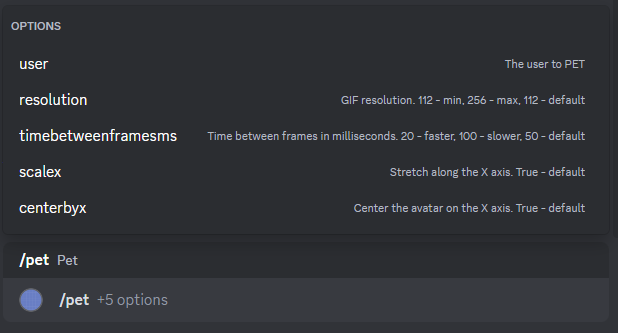 OPTIONS
user The user to PET
resolution GIF resolution. 112 - min, 256 - max, 112 - default
timebetweenframesms Time between frames in milliseconds. 20 - faster, 100 - slower, 50 - default
scalex Stretch along the X axis. True - default
centerbyx Center the avatar on the X axis. True - default
/pet Pet
/pet +5 options